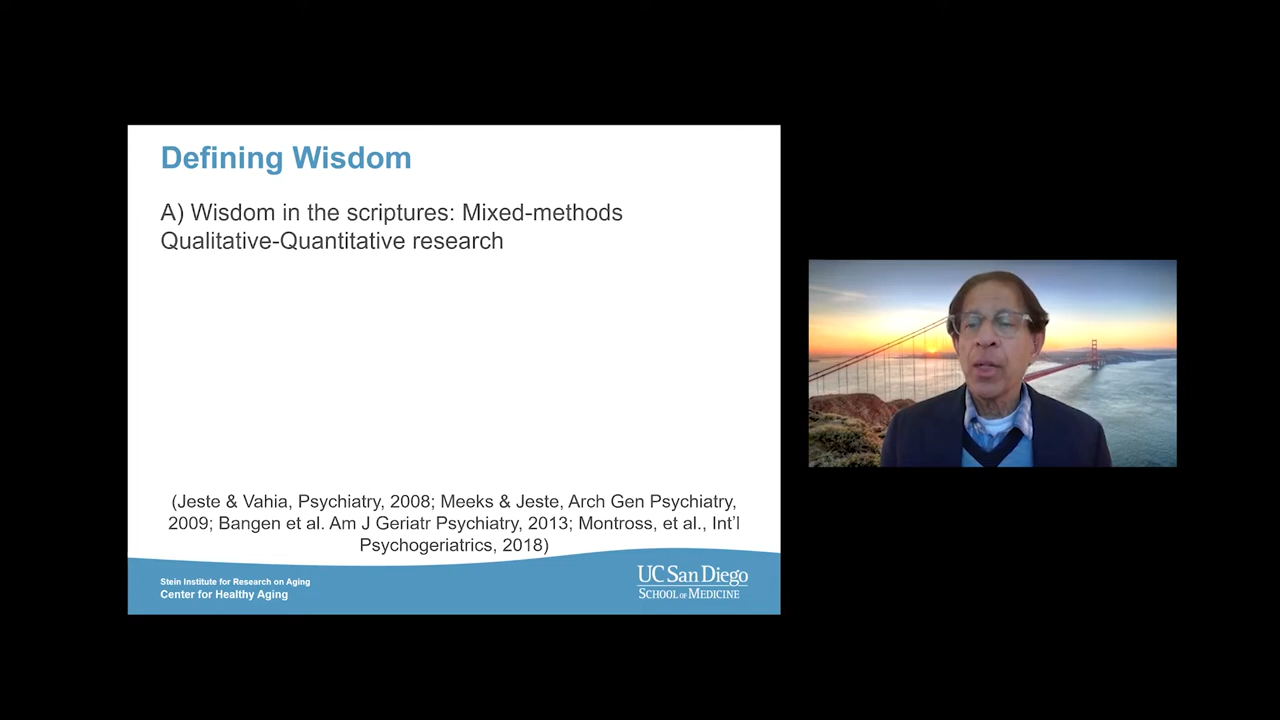 Defining Wisdom
A) Wisdom in the scriptures: Mixed-methods
Qualitative-Quantitative research
(Jeste & Vahia, Psychiatry, 2008; Meeks & Jeste, Arch Gen Psychiatry,
2009; Bangen et al. Am J Geriatr Psychiatry, 2013; Montross, et al., Int'l
Psychogeriatrics, 2018)
Stein Institute for Research on Aging
Center for Healthy Aging
UC San Diego
SCHOOL OF MEDICINE